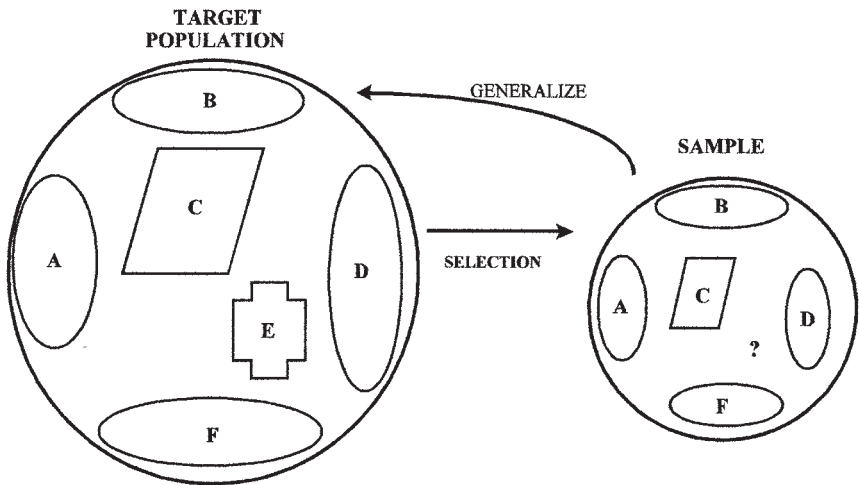 TARGET
POPULATION
B
GENERALIZE
C
SAMPLE
A
D
SELECTION
E
F
B
A
C
D
?
F